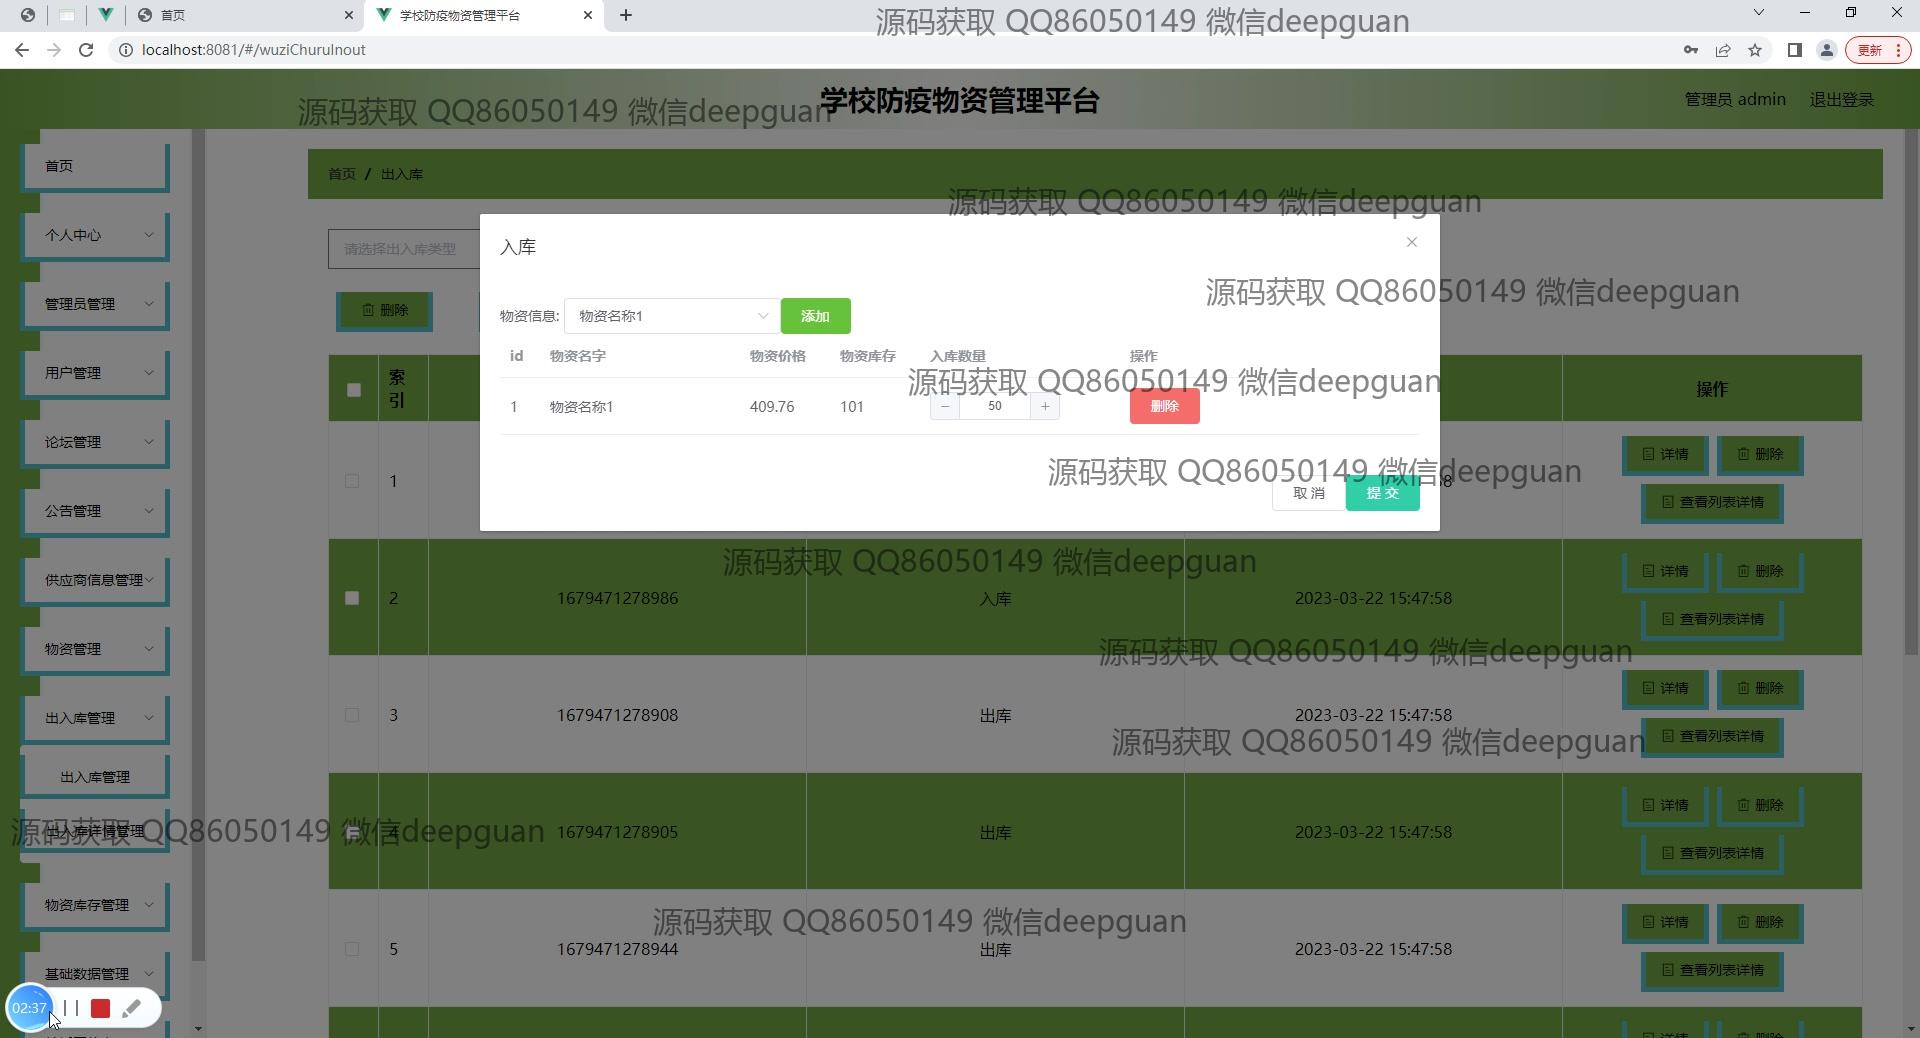 首页
学校防疫物资管理平台
源码获取 QQ86050149 微信deepguan
localhost:8081/#/wuziChuruInout
更新
源码获取 QQ86050149 微信deepguan
学校防疫物资管理平台
管理员 admin
退出登录
首页
个人中心
管理员管理
用户管理
论坛管理
公告管理
供应商信息管理
物资管理
出入库管理
出入库管理
出入库详情管理
物资库存管理
基础数据管理
02:37
首页 / 出入库
源码获取 QQ86050149 微信deepguan
请选择出入库类型
删除
入库
源码获取 QQ86050149 微信deepguan
物资信息: 物资名称1 添加
id 物资名字 物资价格 物资库存 入库数量 操作
源码获取 QQ86050149 微信deepguan
1 物资名称1 409.76 101 − 50 + 删除
源码获取 QQ86050149 微信deepguan
取 消 提 交
索引 操作
1 详情 删除
查看列表详情
源码获取 QQ86050149 微信deepguan
2 1679471278986 入库 2023-03-22 15:47:58 详情 删除
查看列表详情
源码获取 QQ86050149 微信deepguan
3 1679471278908 出库 2023-03-22 15:47:58 详情 删除
查看列表详情
源码获取 QQ86050149 微信deepguan
4 1679471278905 出库 2023-03-22 15:47:58 详情 删除
查看列表详情
源码获取 QQ86050149 微信deepguan
源码获取 QQ86050149 微信deepguan
5 1679471278944 出库 2023-03-22 15:47:58 详情 删除
查看列表详情